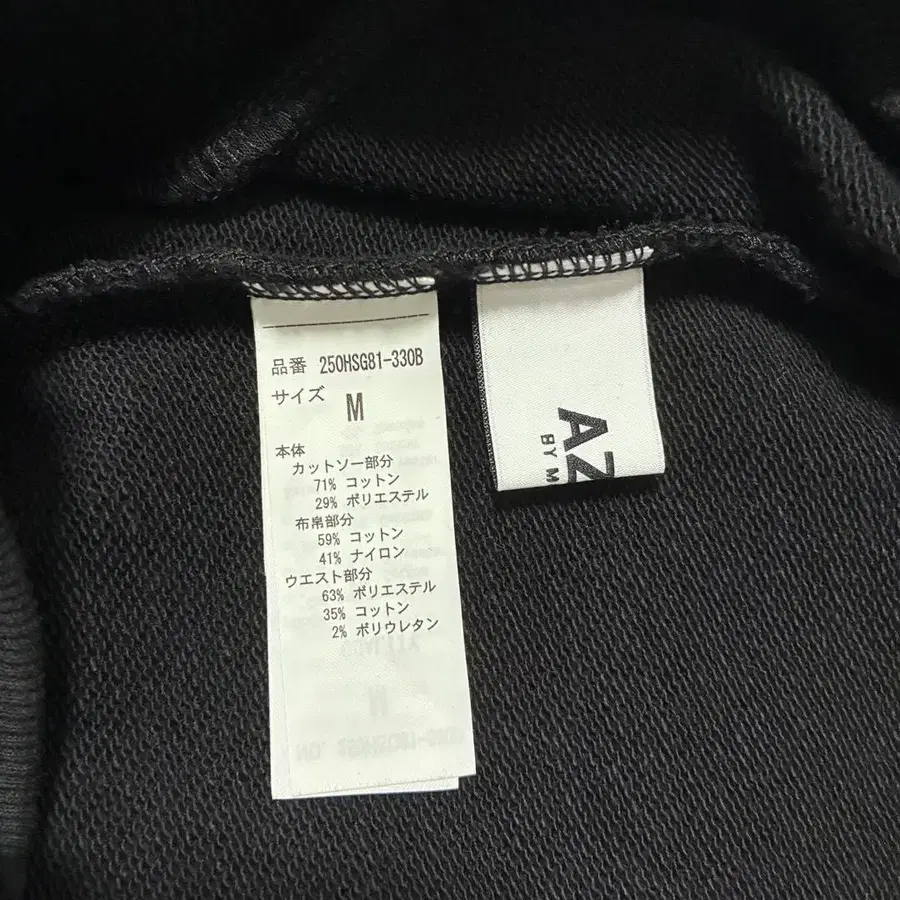 品番 250HSG81-330B
サイズ
M
本体
カットソー部分
71% コットン
29% ポリエステル
布帛部分
59% コットン
41% ナイロン
ウエスト部分
63% ポリエステル
35% コットン
2% ポリウレタン
AZ
BY M